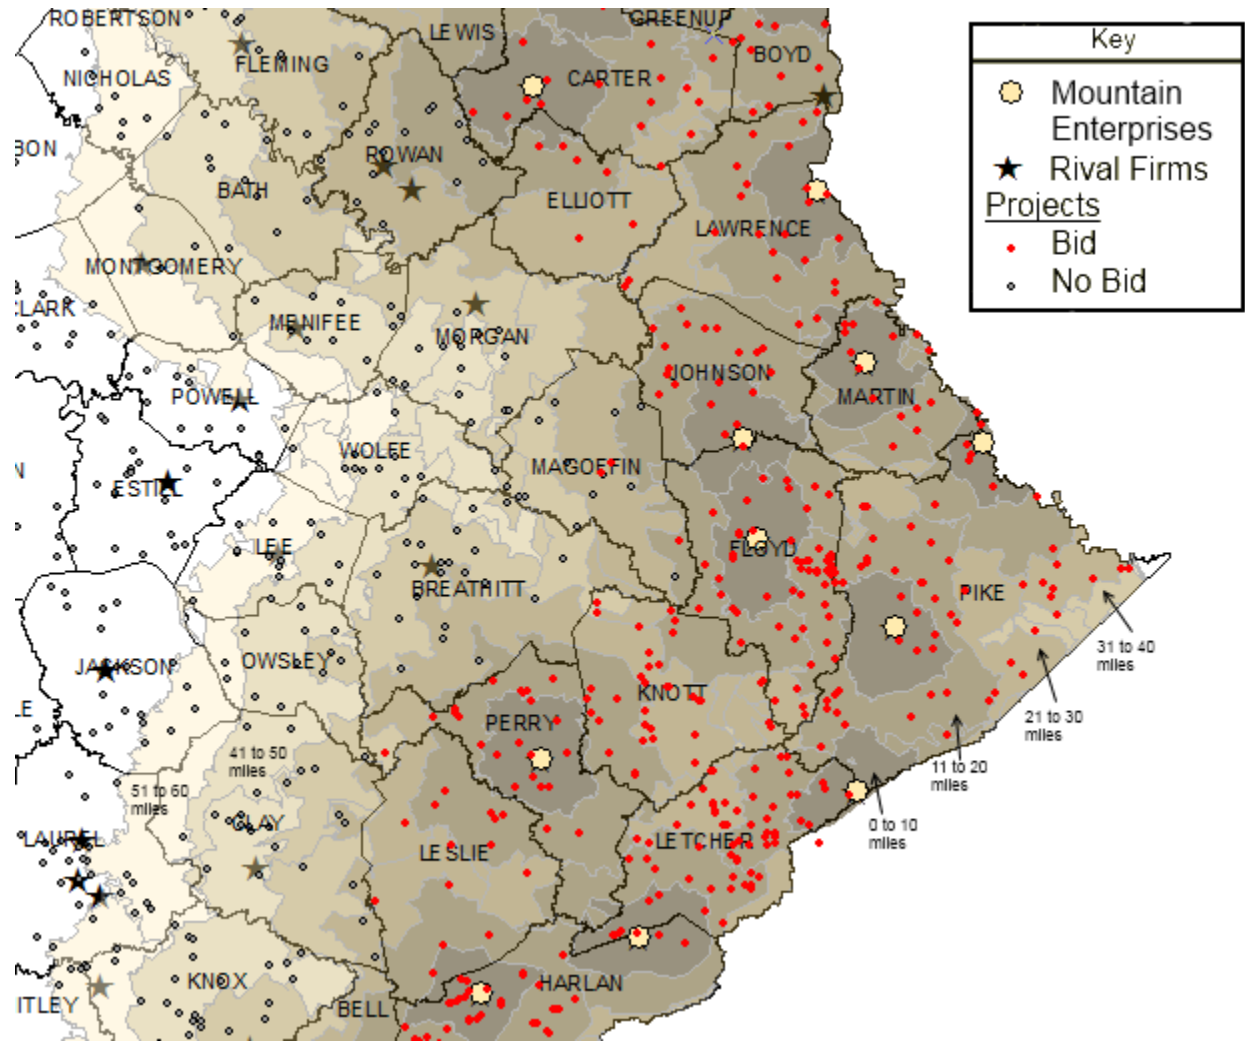 ROBERTSON
LEWIS
GREENUP
FLEMING
BOYD
NICHOLAS
CARTER
Key
Mountain
Enterprises
Rival Firms
Projects
Bid
No Bid
BON
ROWAN
BATH
ELLIOTT
LAWRENCE
MONTGOMERY
CLARK
MENIFEE
MORGAN
JOHNSON
POWELL
MARTIN
WOLFE
MAGOFFIN
N
ESTILL
LEE
FLOYD
BREATHITT
PIKE
31 to 40
miles
JACKSON
OWSLEY
KNOTT
LE
PERRY
21 to 30
miles
41 to 50
miles
11 to 20
miles
51 to 60
miles
CLAY
0 to 10
miles
LAUREL
LESLIE
LETCHER
KNOX
HARLAN
ITLEY
BELL